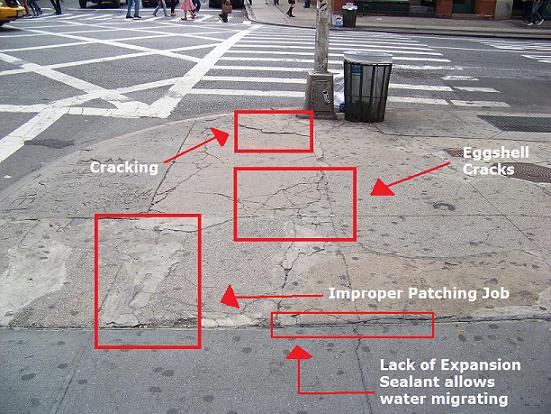 Cracking
Eggshell
Cracks
Improper Patching Job
Lack of Expansion
Sealant allows
water migrating